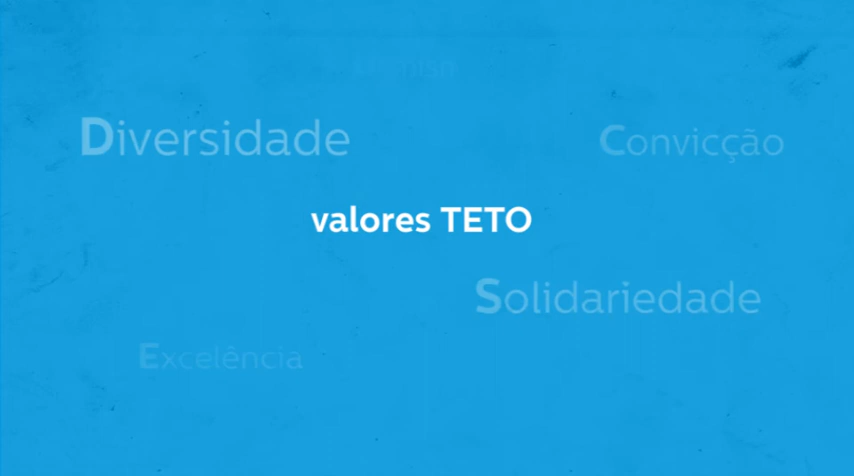 Diversidade
Convicção
valores TETO
Solidariedade
Excelência